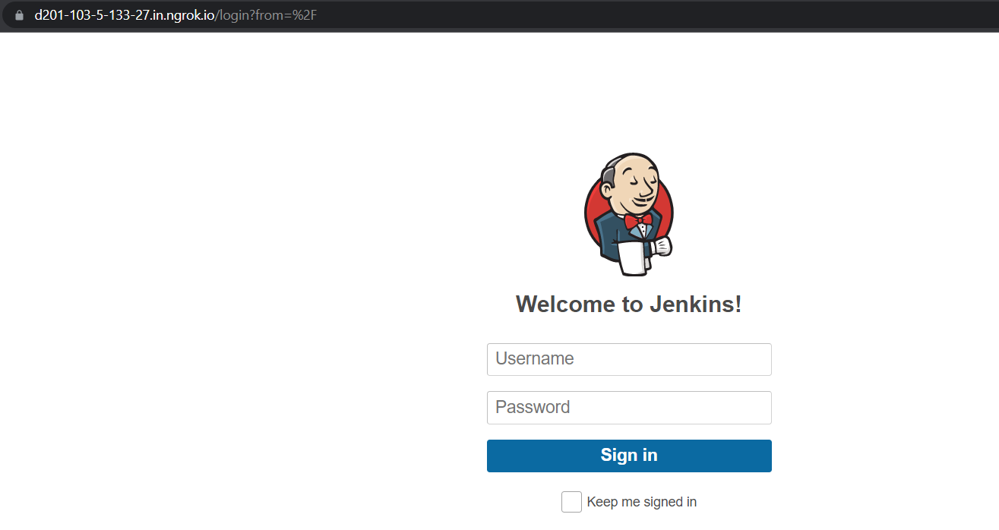 d201-103-5-133-27.in.ngrok.io/login?from=%2F
Welcome to Jenkins!
Username
Password
Sign in
Keep me signed in